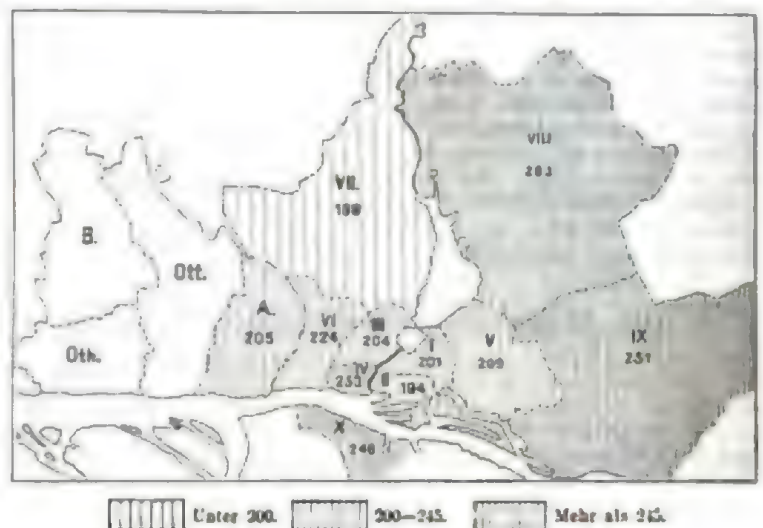 VIII
VII.
B.
Ott.
A. VI III V IX
205 224 204 I 209 251
Oth. 201
IV II 194
X
246
Unter 200. 200—245. Mehr als 245.